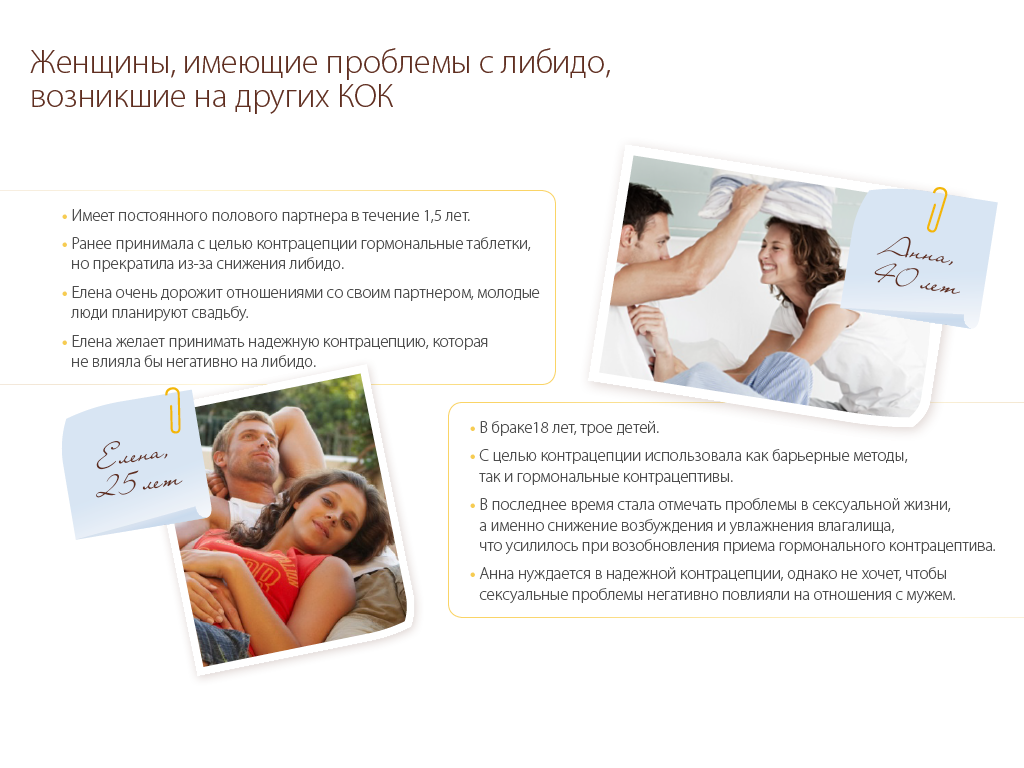 Женщины, имеющие проблемы с либидо,
возникшие на других КОК
• Имеет постоянного полового партнера в течение 1,5 лет.
• Ранее принимала с целью контрацепции гормональные таблетки,
но прекратила из-за снижения либидо.
• Елена очень дорожит отношениями со своим партнером, молодые
люди планируют свадьбу.
• Елена желает принимать надежную контрацепцию, которая
не влияла бы негативно на либидо.
Елена,
25 лет
Анна,
40 лет
• В браке18 лет, трое детей.
• С целью контрацепции использовала как барьерные методы,
так и гормональные контрацептивы.
• В последнее время стала отмечать проблемы в сексуальной жизни,
а именно снижение возбуждения и увлажнения влагалища,
что усилилось при возобновления приема гормонального контрацептива.
• Анна нуждается в надежной контрацепции, однако не хочет, чтобы
сексуальные проблемы негативно повлияли на отношения с мужем.